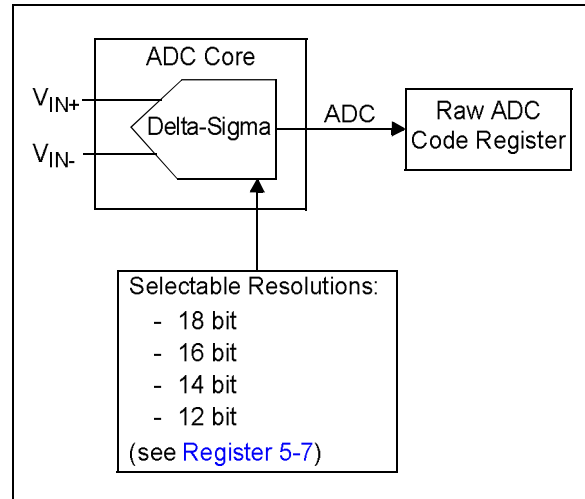 ADC Core
VIN+
VIN-
Delta-Sigma
ADC
Raw ADC
Code Register
Selectable Resolutions:
- 18 bit
- 16 bit
- 14 bit
- 12 bit
(see Register 5-7)